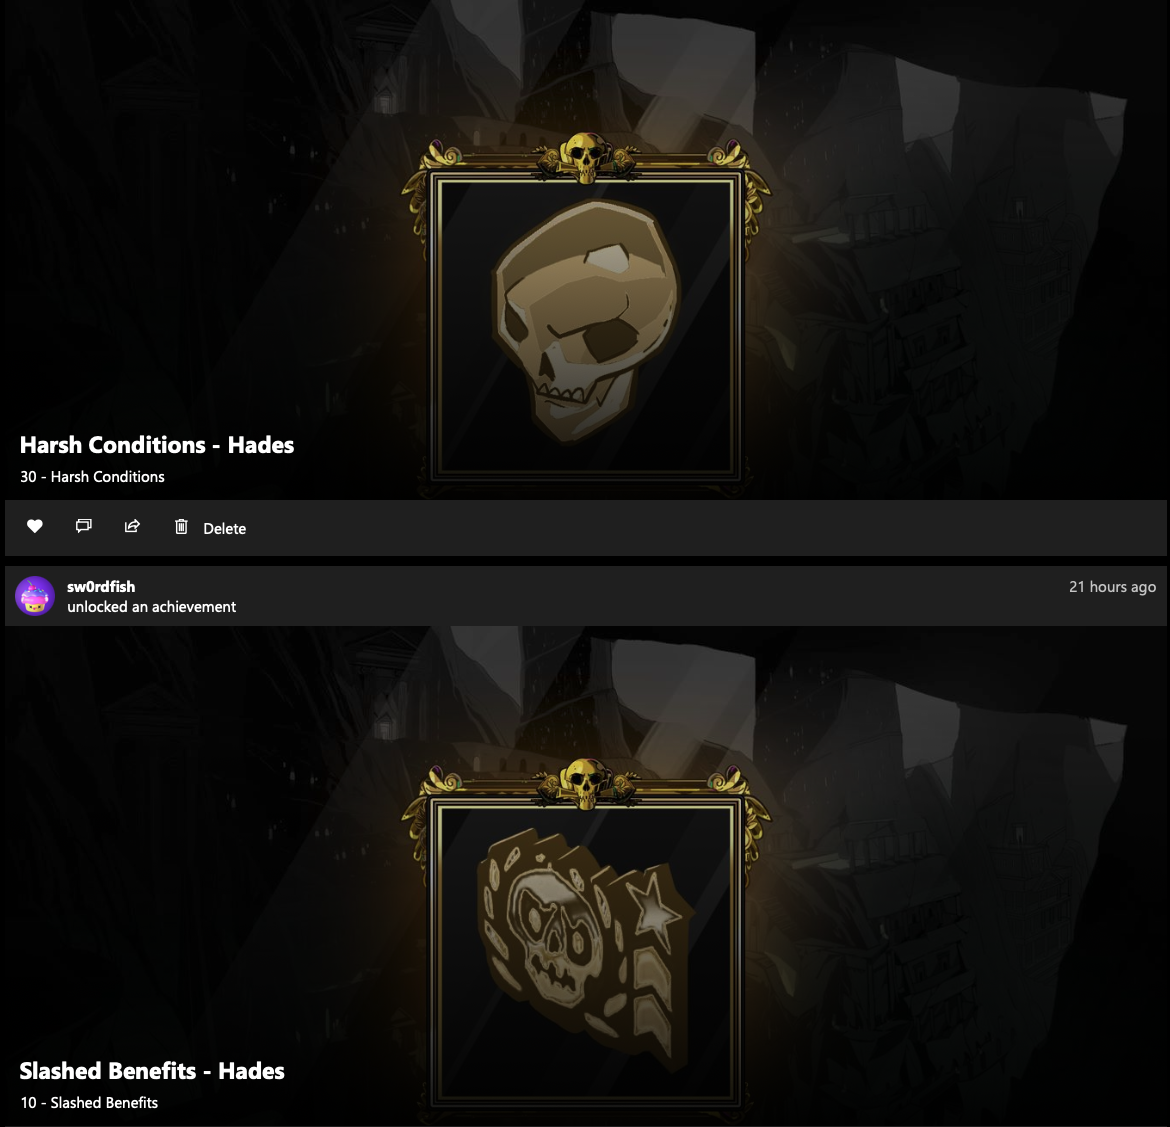 Harsh Conditions - Hades
30 - Harsh Conditions
Delete
sw0rdfish
21 hours ago
unlocked an achievement
Slashed Benefits - Hades
10 - Slashed Benefits